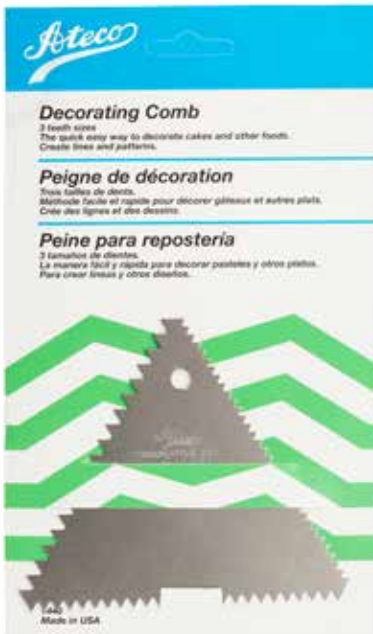 Ateco
Decorating Comb
3 teeth sizes
The quick easy way to decorate cakes and other foods.
Create lines and patterns.
Peigne de décoration
Trois tailles de dents.
Méthode facile et rapide pour décorer gâteaux et autres plats.
Crée des lignes et des dessins.
Peine para repostería
3 tamaños de dientes.
La manera fácil y rápida para decorar pasteles y otros platos.
Para crear líneas y otros diseños.
Made in USA